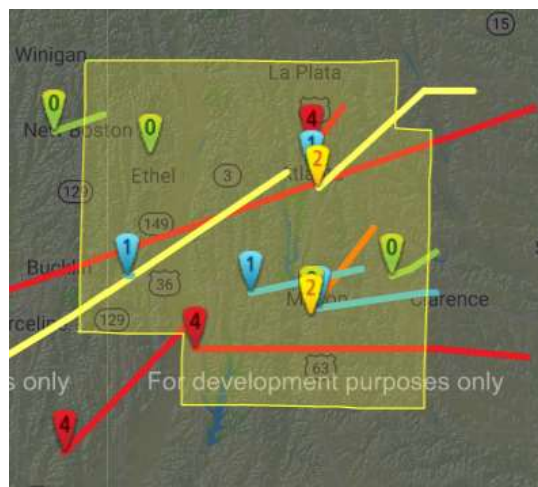 15
Winigan
La Plata
0
4
New Boston
0
1
2
Ethel
3
129
149
1
1
0
Bucklin
36
2
Clarence
129
4
63
s only
For development purposes only
4